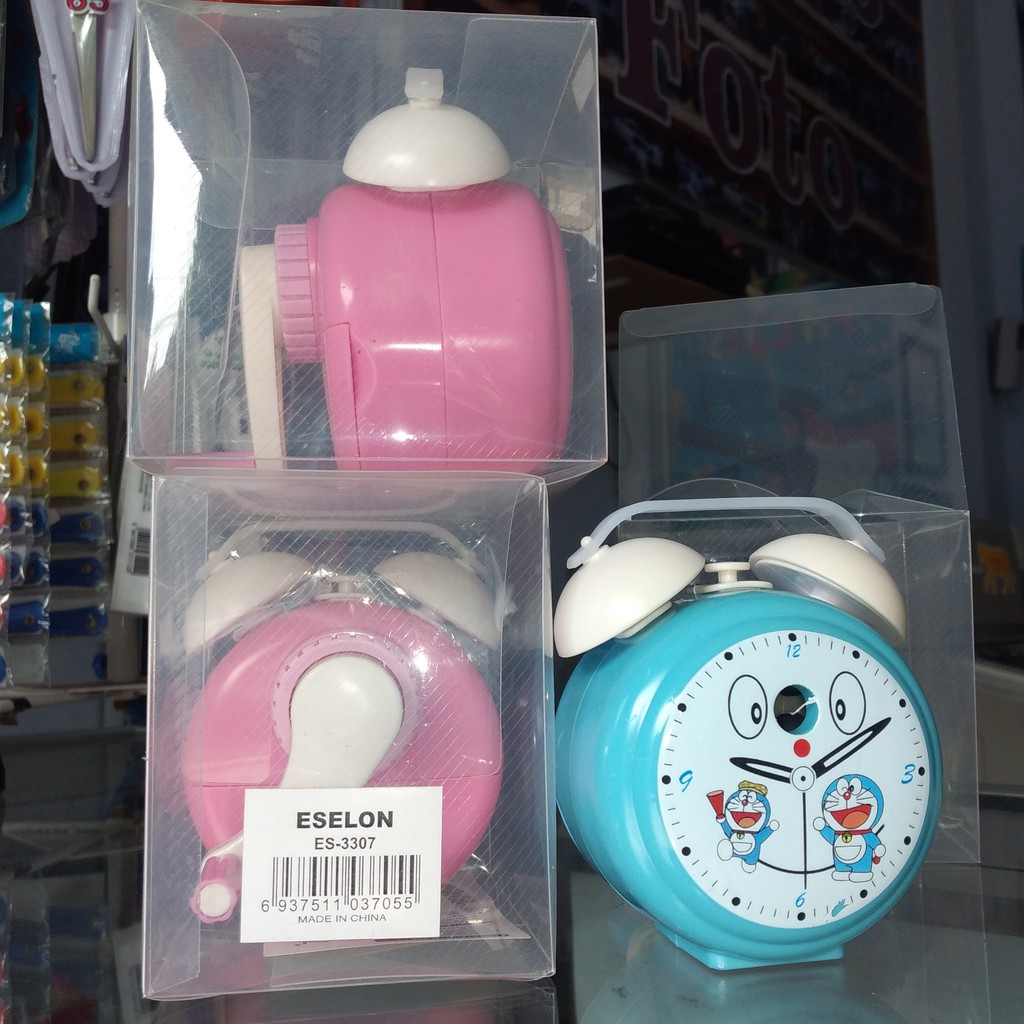 Foto
12
3
6
9
ESELON
ES-3307
6 937511 037055
MADE IN CHINA